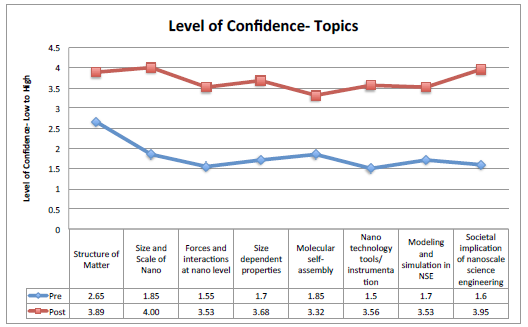 Level of Confidence- Topics
Level of Confidence- Low to High
4.5
4
3.5
3
2.5
2
1.5
1
0.5
0
Structure of
Matter
Size and
Scale of
Nano
Forces and
interactions
at nano level
Size
dependent
properties
Molecular
self-
assembly
Nano
technology
tools/
instrumenta
tion
Modeling
and
simulation in
NSE
Societal
implication
of nanoscale
science
engineering
Pre 2.65 1.85 1.55 1.7 1.85 1.5 1.7 1.6
Post 3.89 4.00 3.53 3.68 3.32 3.56 3.53 3.95